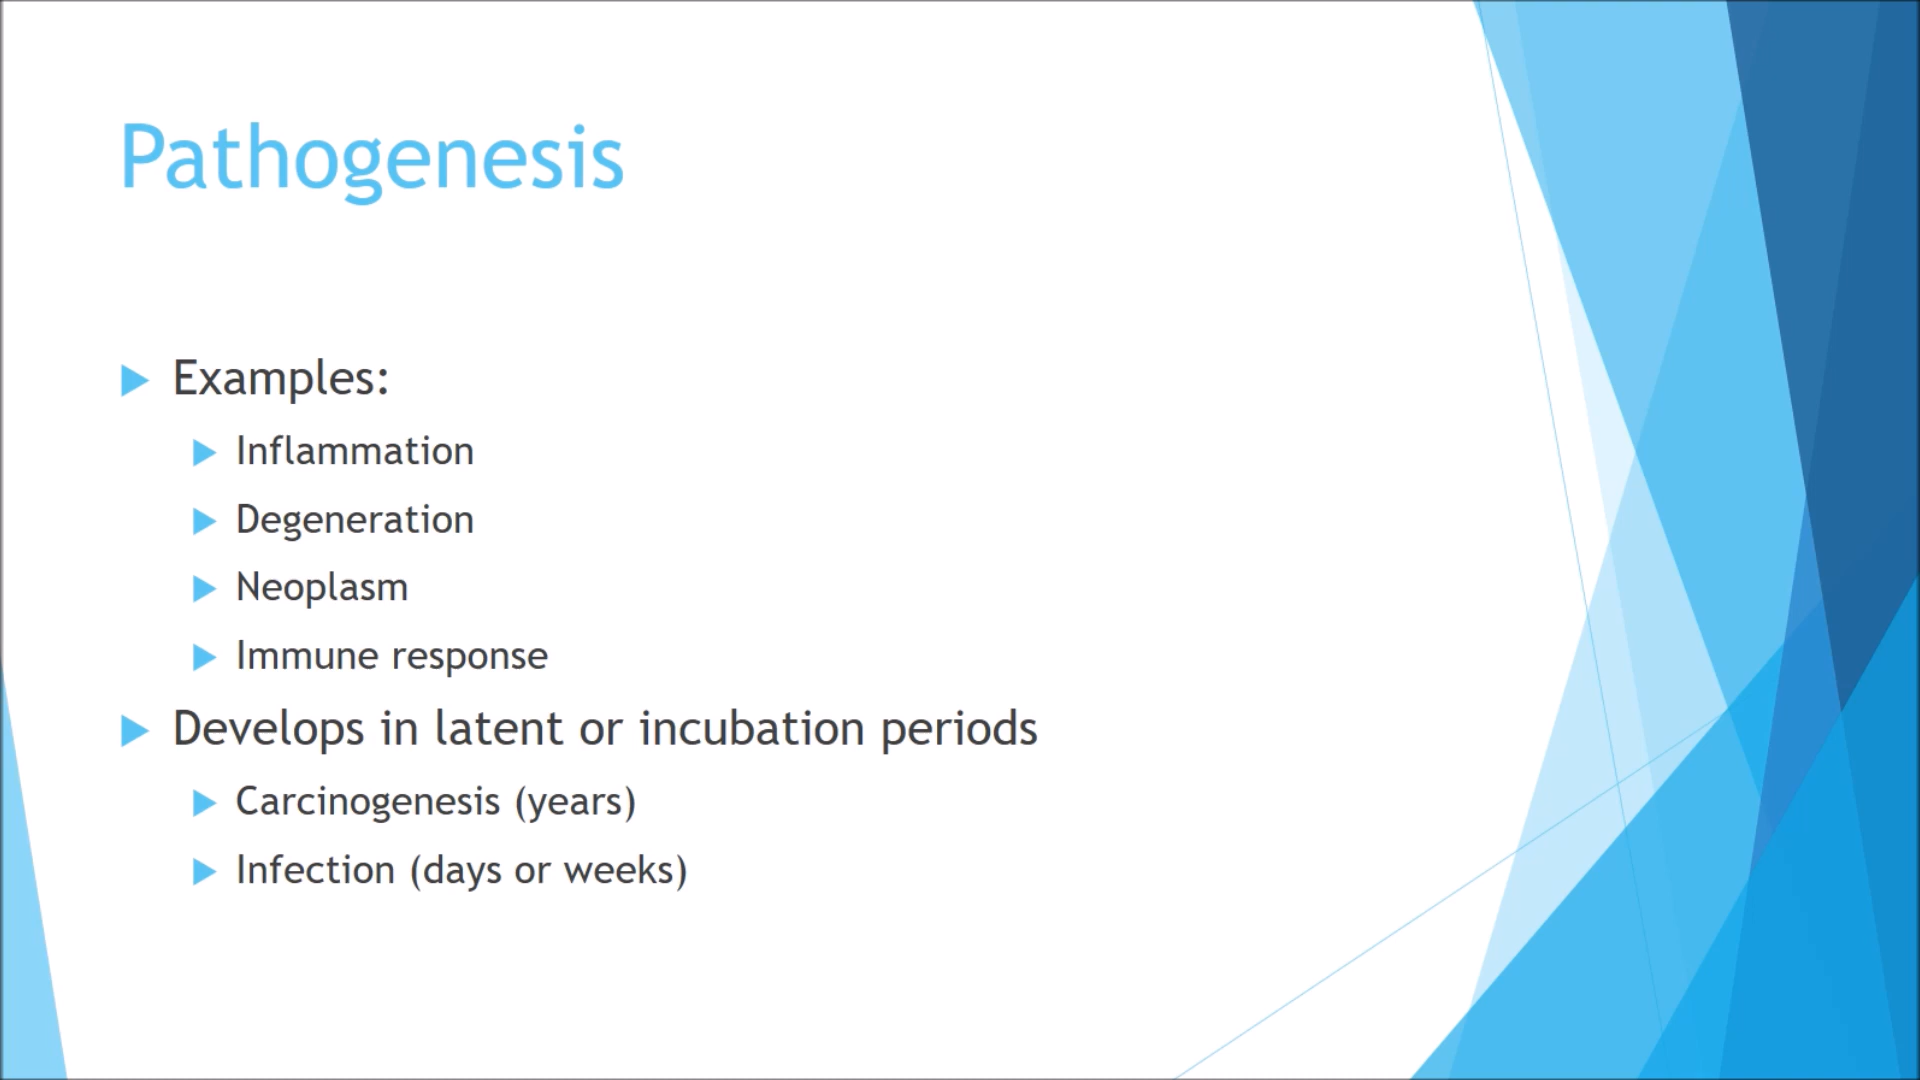 Pathogenesis
Examples:
Inflammation
Degeneration
Neoplasm
Immune response
Develops in latent or incubation periods
Carcinogenesis (years)
Infection (days or weeks)